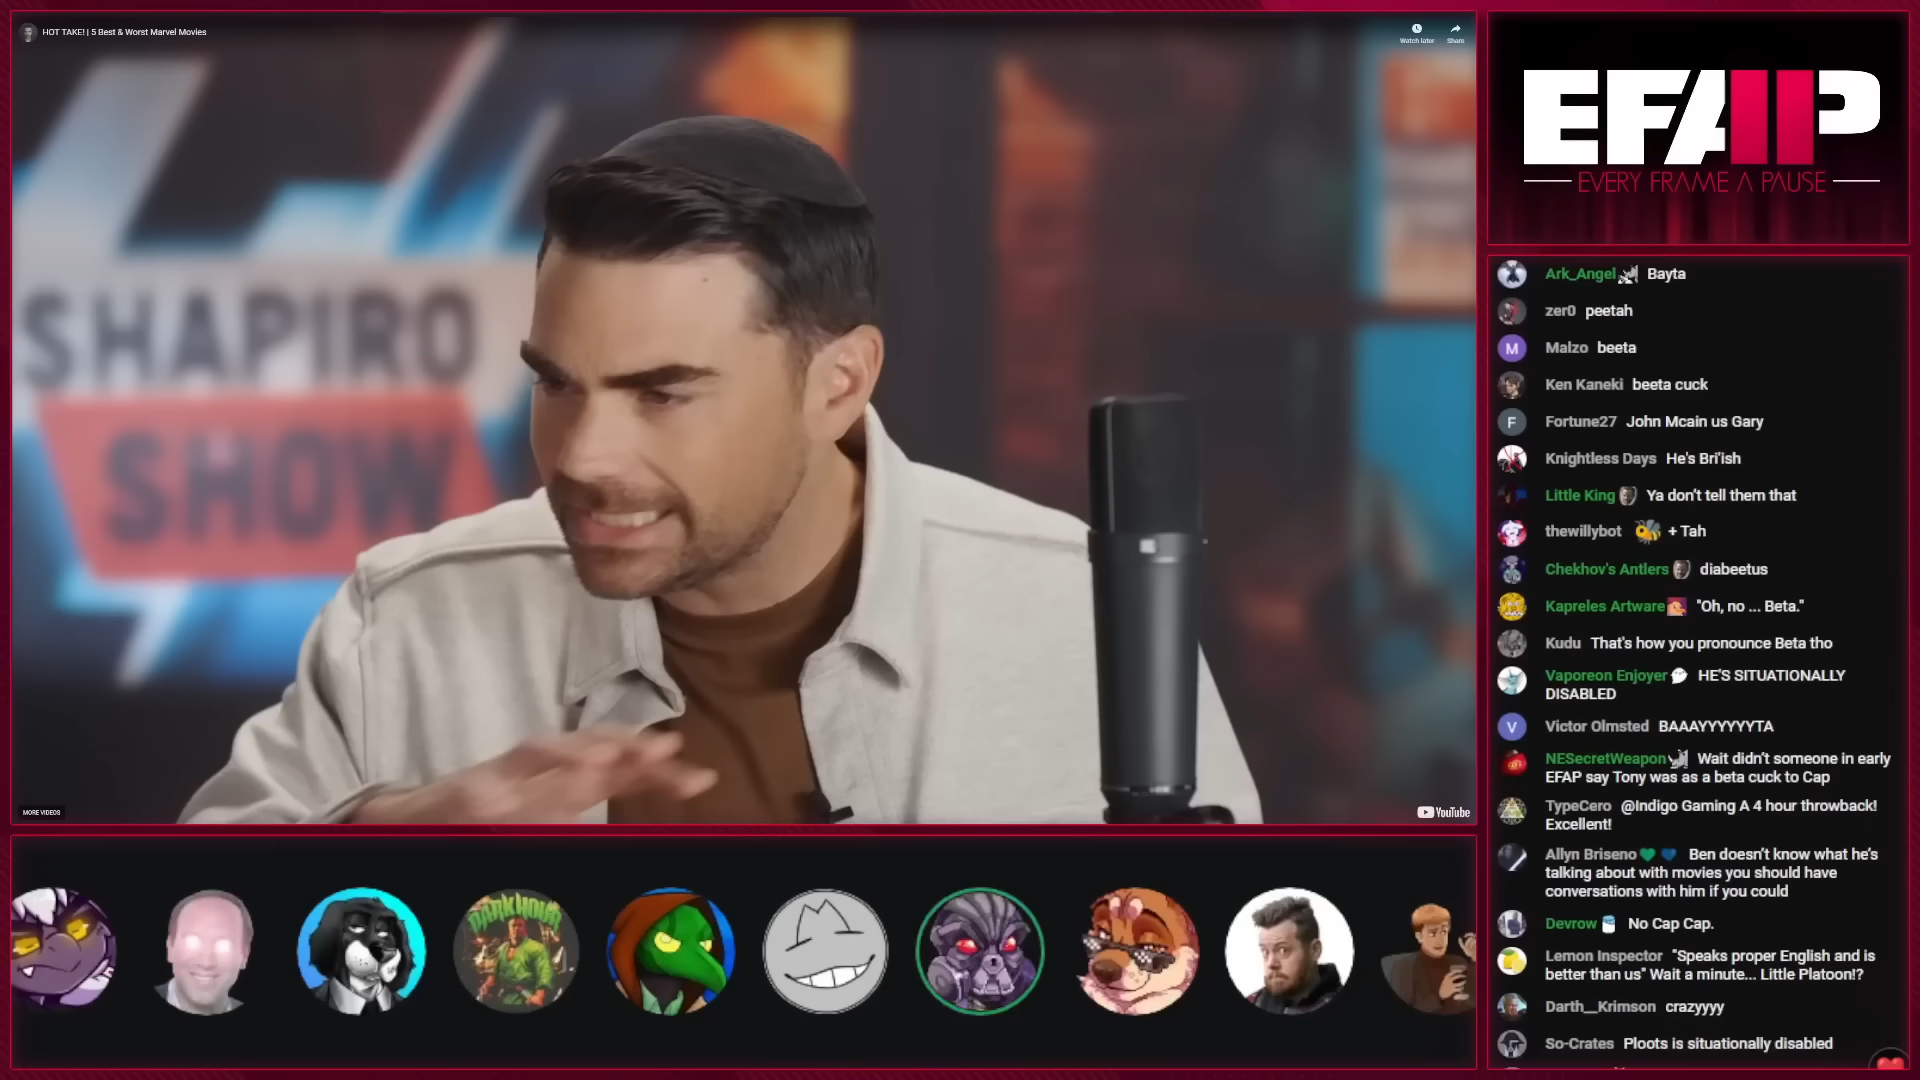 HOT TAKE! | 5 Best & Worst Marvel Movies
Watch later
Share
SHAPIRO
SHOW
MORE VIDEOS
YouTube
EFAP
EVERY FRAME A PAUSE
Ark_Angel Bayta
zer0 peetah
M
Malzo beeta
Ken Kaneki beeta cuck
F
Fortune27 John Mcain us Gary
Knightless Days He's Bri'ish
Little King Ya don't tell them that
thewillybot + Tah
Chekhov's Antlers diabeetus
Kapreles Artware "Oh, no ... Beta."
Kudu That's how you pronounce Beta tho
Vaporeon Enjoyer HE'S SITUATIONALLY
DISABLED
V
Victor Olmsted BAAAYYYYYYTA
NESecretWeapon Wait didn't someone in early
EFAP say Tony was as a beta cuck to Cap
TypeCero @Indigo Gaming A 4 hour throwback!
Excellent!
Allyn Briseno Ben doesn't know what he's
talking about with movies you should have
conversations with him if you could
Devrow No Cap Cap.
Lemon Inspector "Speaks proper English and is
better than us" Wait a minute... Little Platoon!?
Darth__Krimson crazyyyy
So-Crates Ploots is situationally disabled
DARK HOUR